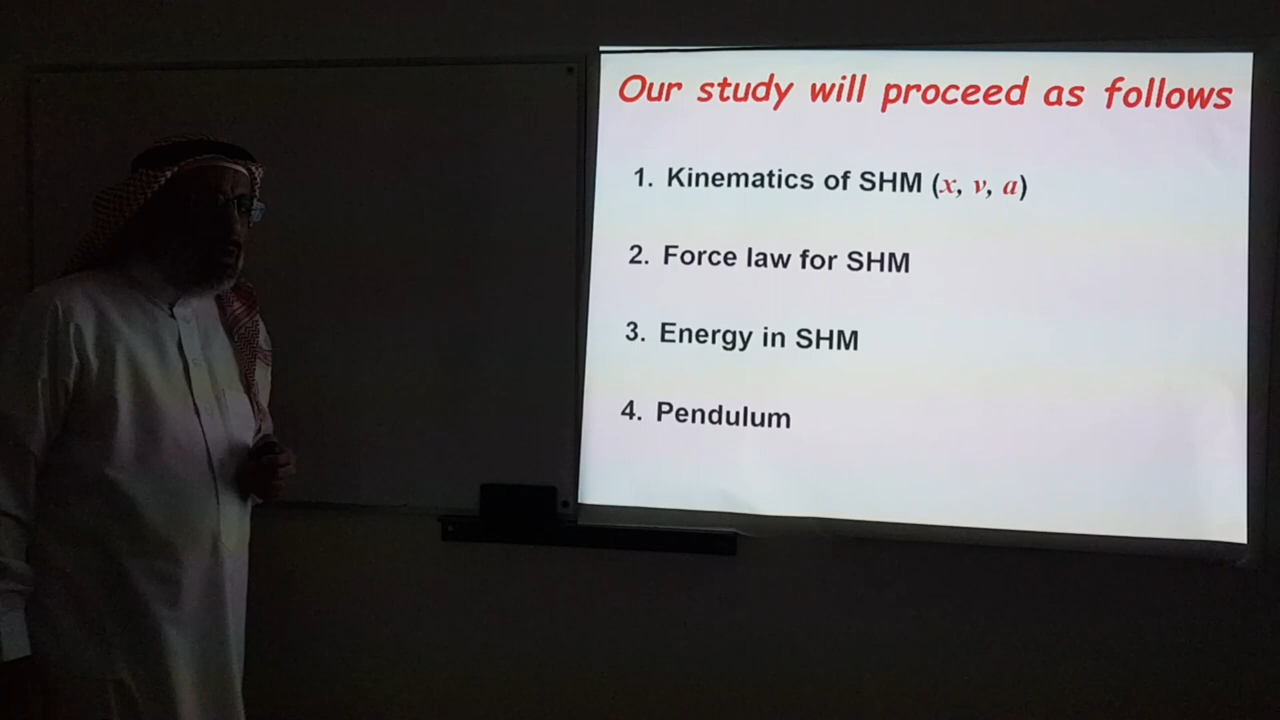 Our study will proceed as follows
1. Kinematics of SHM (x, v, a)
2. Force law for SHM
3. Energy in SHM
4. Pendulum